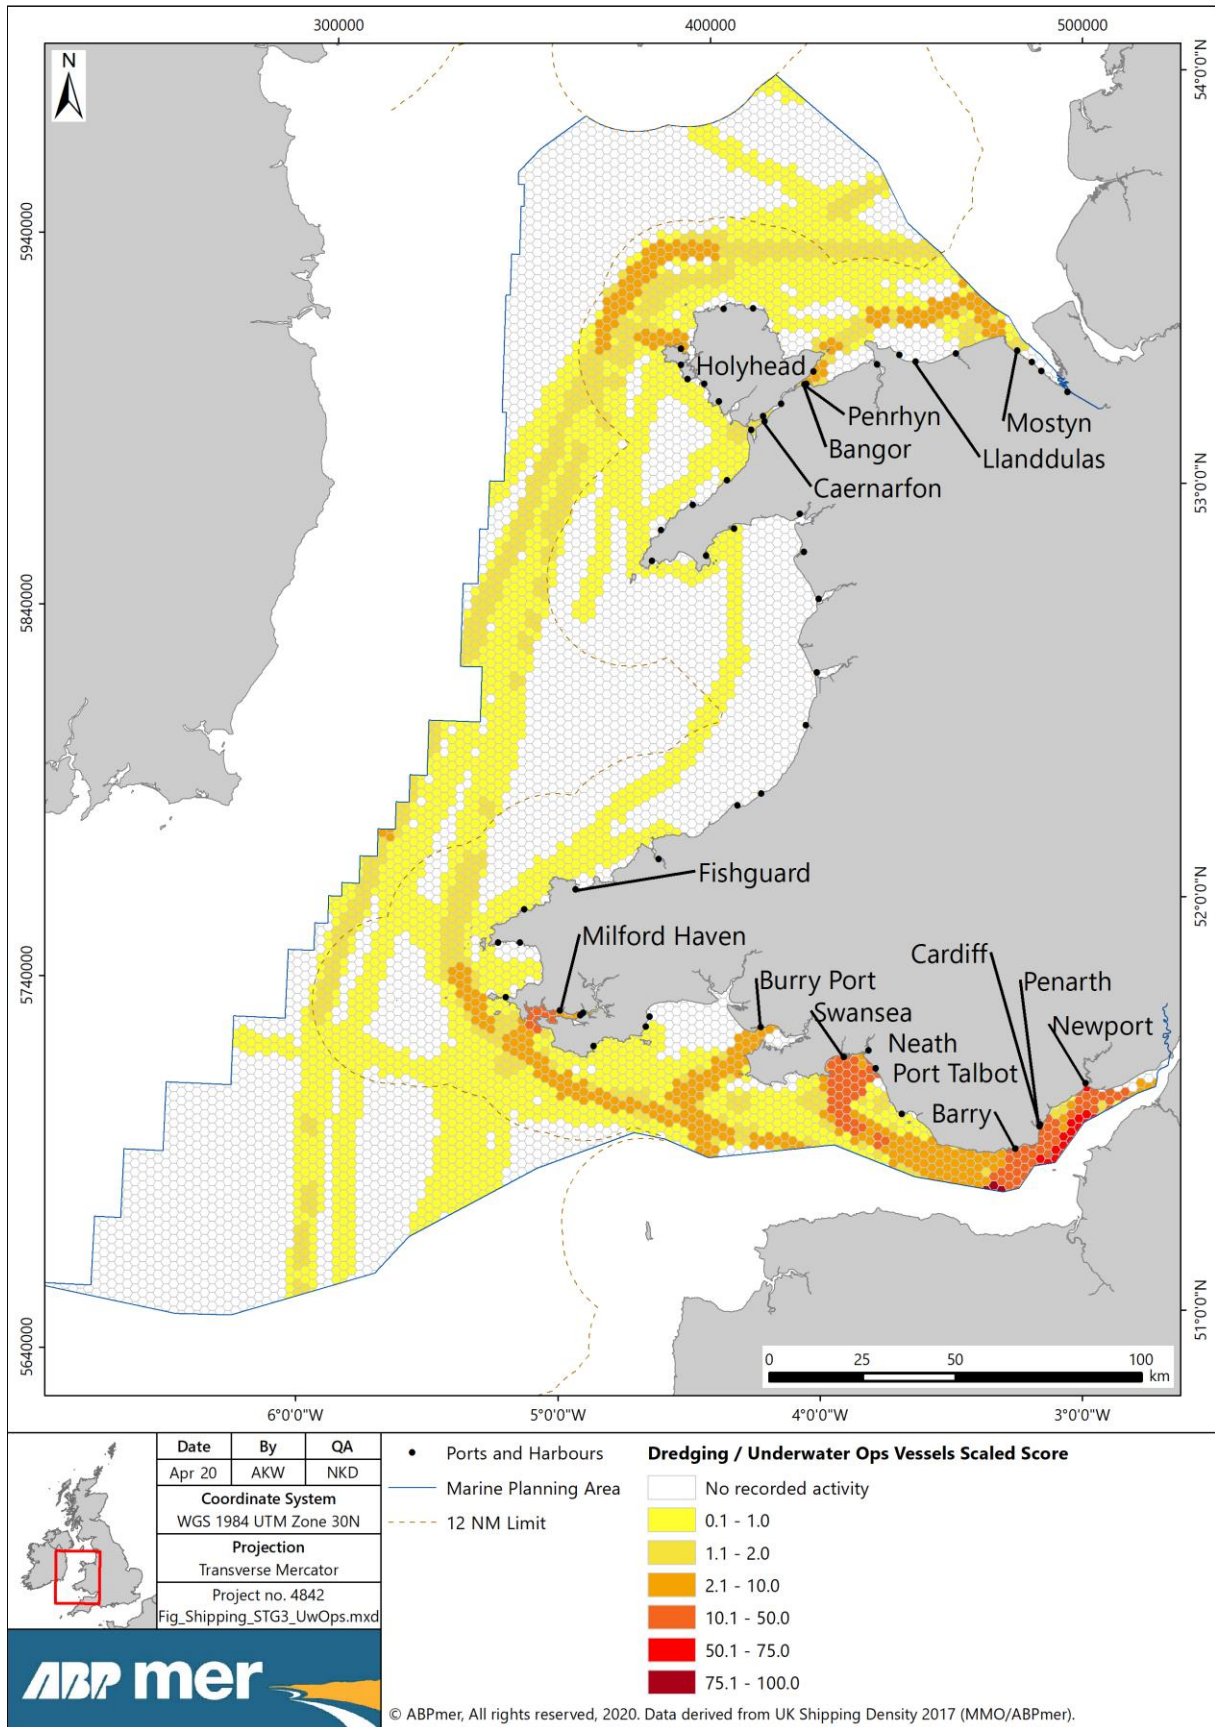 300000
400000
500000
N
54°0'0"N
5940000
Holyhead
Penrhyn
Mostyn
Bangor
Llanddulas
Caernarfon
53°0'0"N
5840000
Fishguard
52°0'0"N
Milford Haven
Cardiff
Burry Port
Penarth
5740000
Swansea
Newport
Neath
Port Talbot
Barry
51°0'0"N
5640000
0 25 50 100
km
6°0'0"W
5°0'0"W
4°0'0"W
3°0'0"W
Date By QA
Apr 20 AKW NKD
Coordinate System
WGS 1984 UTM Zone 30N
Projection
Transverse Mercator
Project no. 4842
Fig_Shipping_STG3_UwOps.mxd
ABP mer
Ports and Harbours
Marine Planning Area
12 NM Limit
Dredging / Underwater Ops Vessels Scaled Score
No recorded activity
0.1 - 1.0
1.1 - 2.0
2.1 - 10.0
10.1 - 50.0
50.1 - 75.0
75.1 - 100.0
© ABPmer, All rights reserved, 2020. Data derived from UK Shipping Density 2017 (MMO/ABPmer).